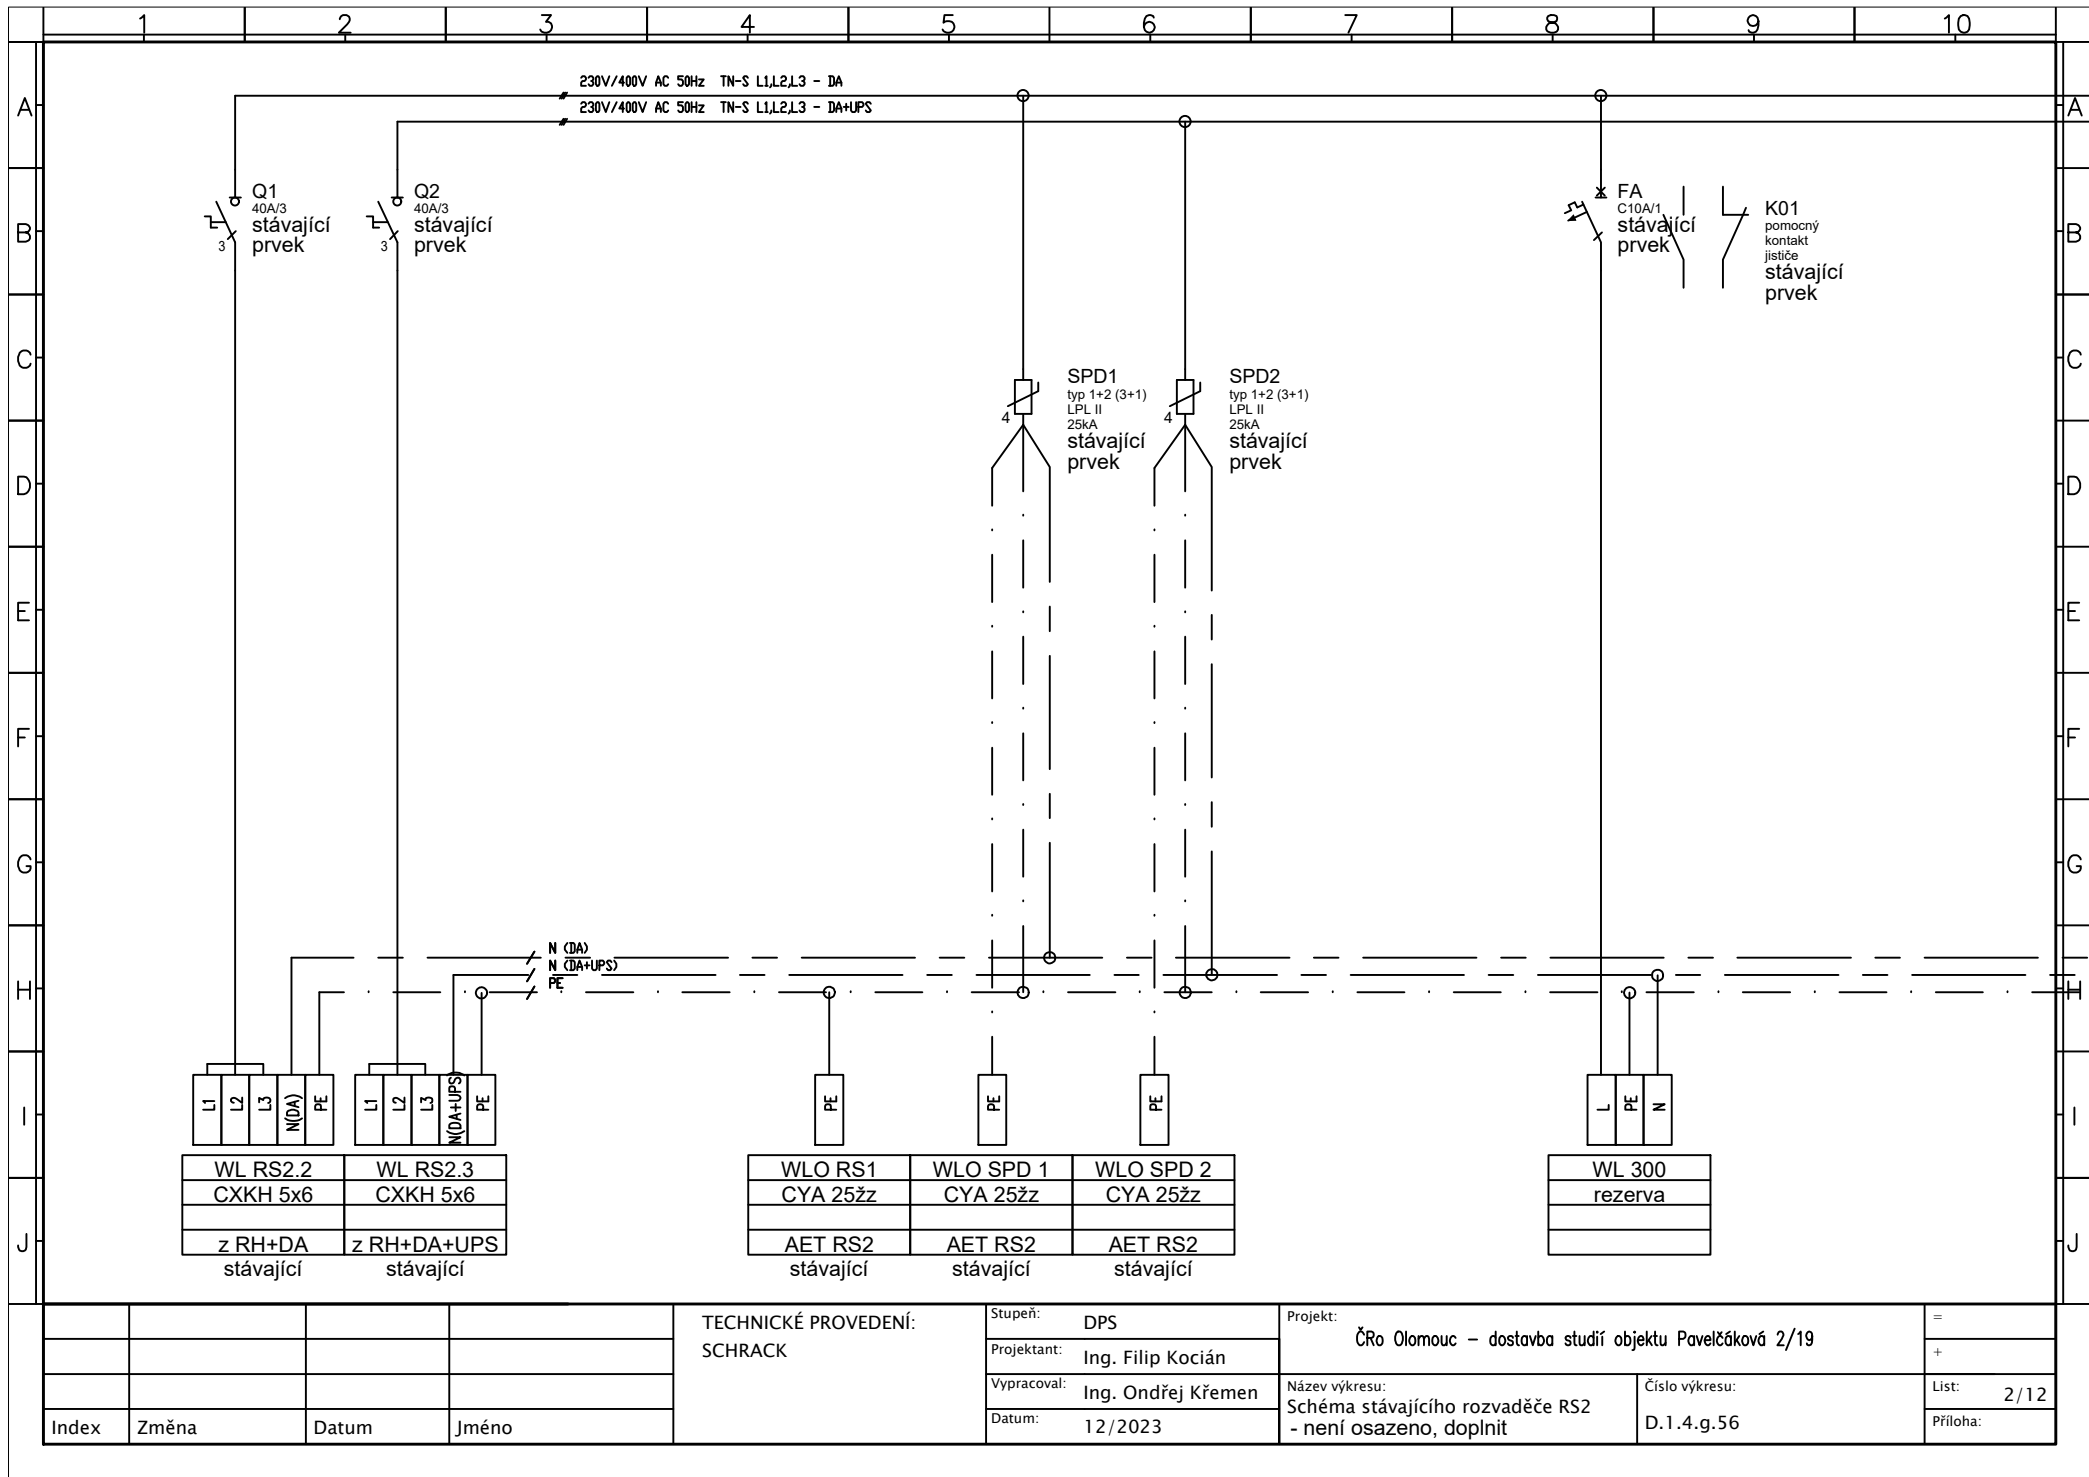 1 2 3 4 5 6 7 8 9 10
A A
B B
C C
D D
E E
F F
G G
H H
I I
J J
230V/400V AC 50Hz TN-S L1,L2,L3 - DA
230V/400V AC 50Hz TN-S L1,L2,L3 - DA+UPS
Q1
40A/3
stávající
prvek
3
Q2
40A/3
stávající
prvek
3
FA
C10A/1
stávající
prvek
K01
pomocný
kontakt
jističe
stávající
prvek
SPD1
typ 1+2 (3+1)
LPL II
25kA
stávající
prvek
4
SPD2
typ 1+2 (3+1)
LPL II
25kA
stávající
prvek
4
N (DA)
N (DA+UPS)
PE
L1 L2 L3 N(DA) PE
L1 L2 L3 N(DA+UPS) PE
PE
PE
PE
L PE N
WL RS2.2
CXKH 5x6
z RH+DA
stávající
WL RS2.3
CXKH 5x6
z RH+DA+UPS
stávající
WLO RS1
CYA 25žz
AET RS2
stávající
WLO SPD 1
CYA 25žz
AET RS2
stávající
WLO SPD 2
CYA 25žz
AET RS2
stávající
WL 300
rezerva
Index Změna Datum Jméno
TECHNICKÉ PROVEDENÍ:
SCHRACK
Stupeň: DPS
Projektant: Ing. Filip Kocián
Vypracoval: Ing. Ondřej Křemen
Datum: 12/2023
Projekt:
ČRo Olomouc – dostavba studií objektu Pavelčáková 2/19
Název výkresu:
Schéma stávajícího rozvaděče RS2
- není osazeno, doplnit
Číslo výkresu:
D.1.4.g.56
=
+
List: 2/12
Příloha: